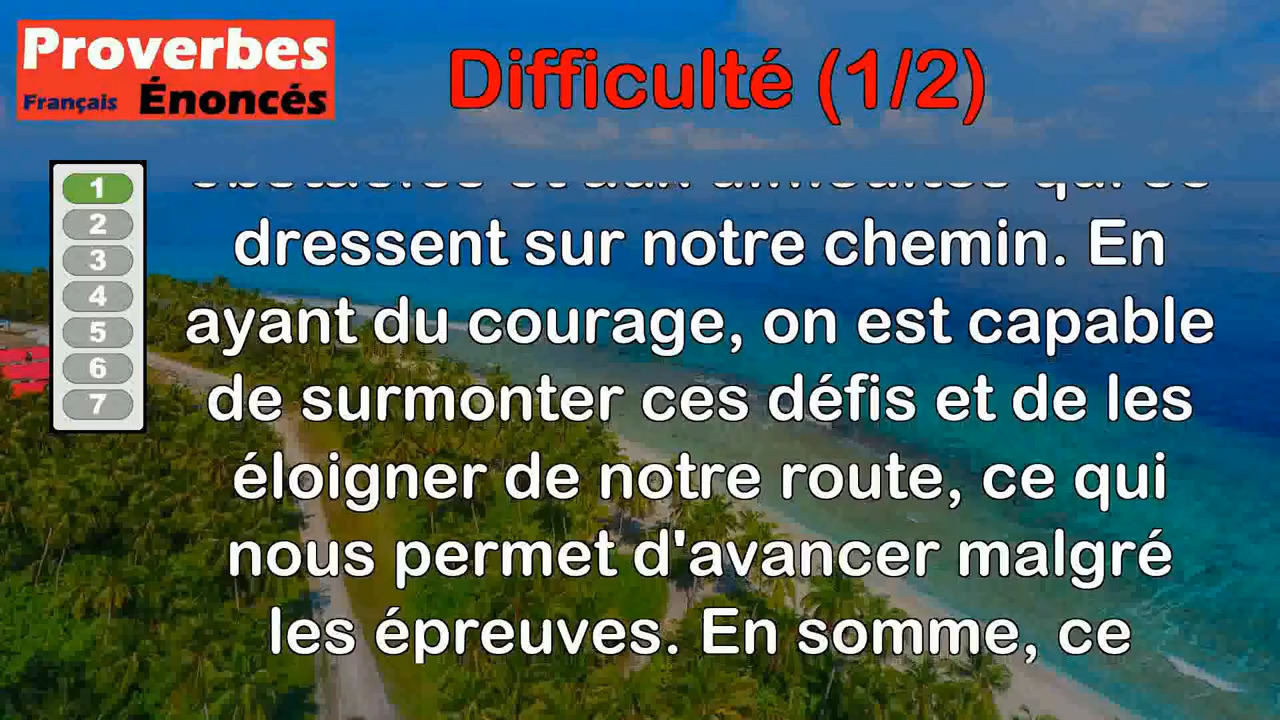 Proverbes
Français Énoncés
Difficulté (1/2)
1
2
3
4
5
6
7
dressent sur notre chemin. En
ayant du courage, on est capable
de surmonter ces défis et de les
éloigner de notre route, ce qui
nous permet d'avancer malgré
les épreuves. En somme, ce